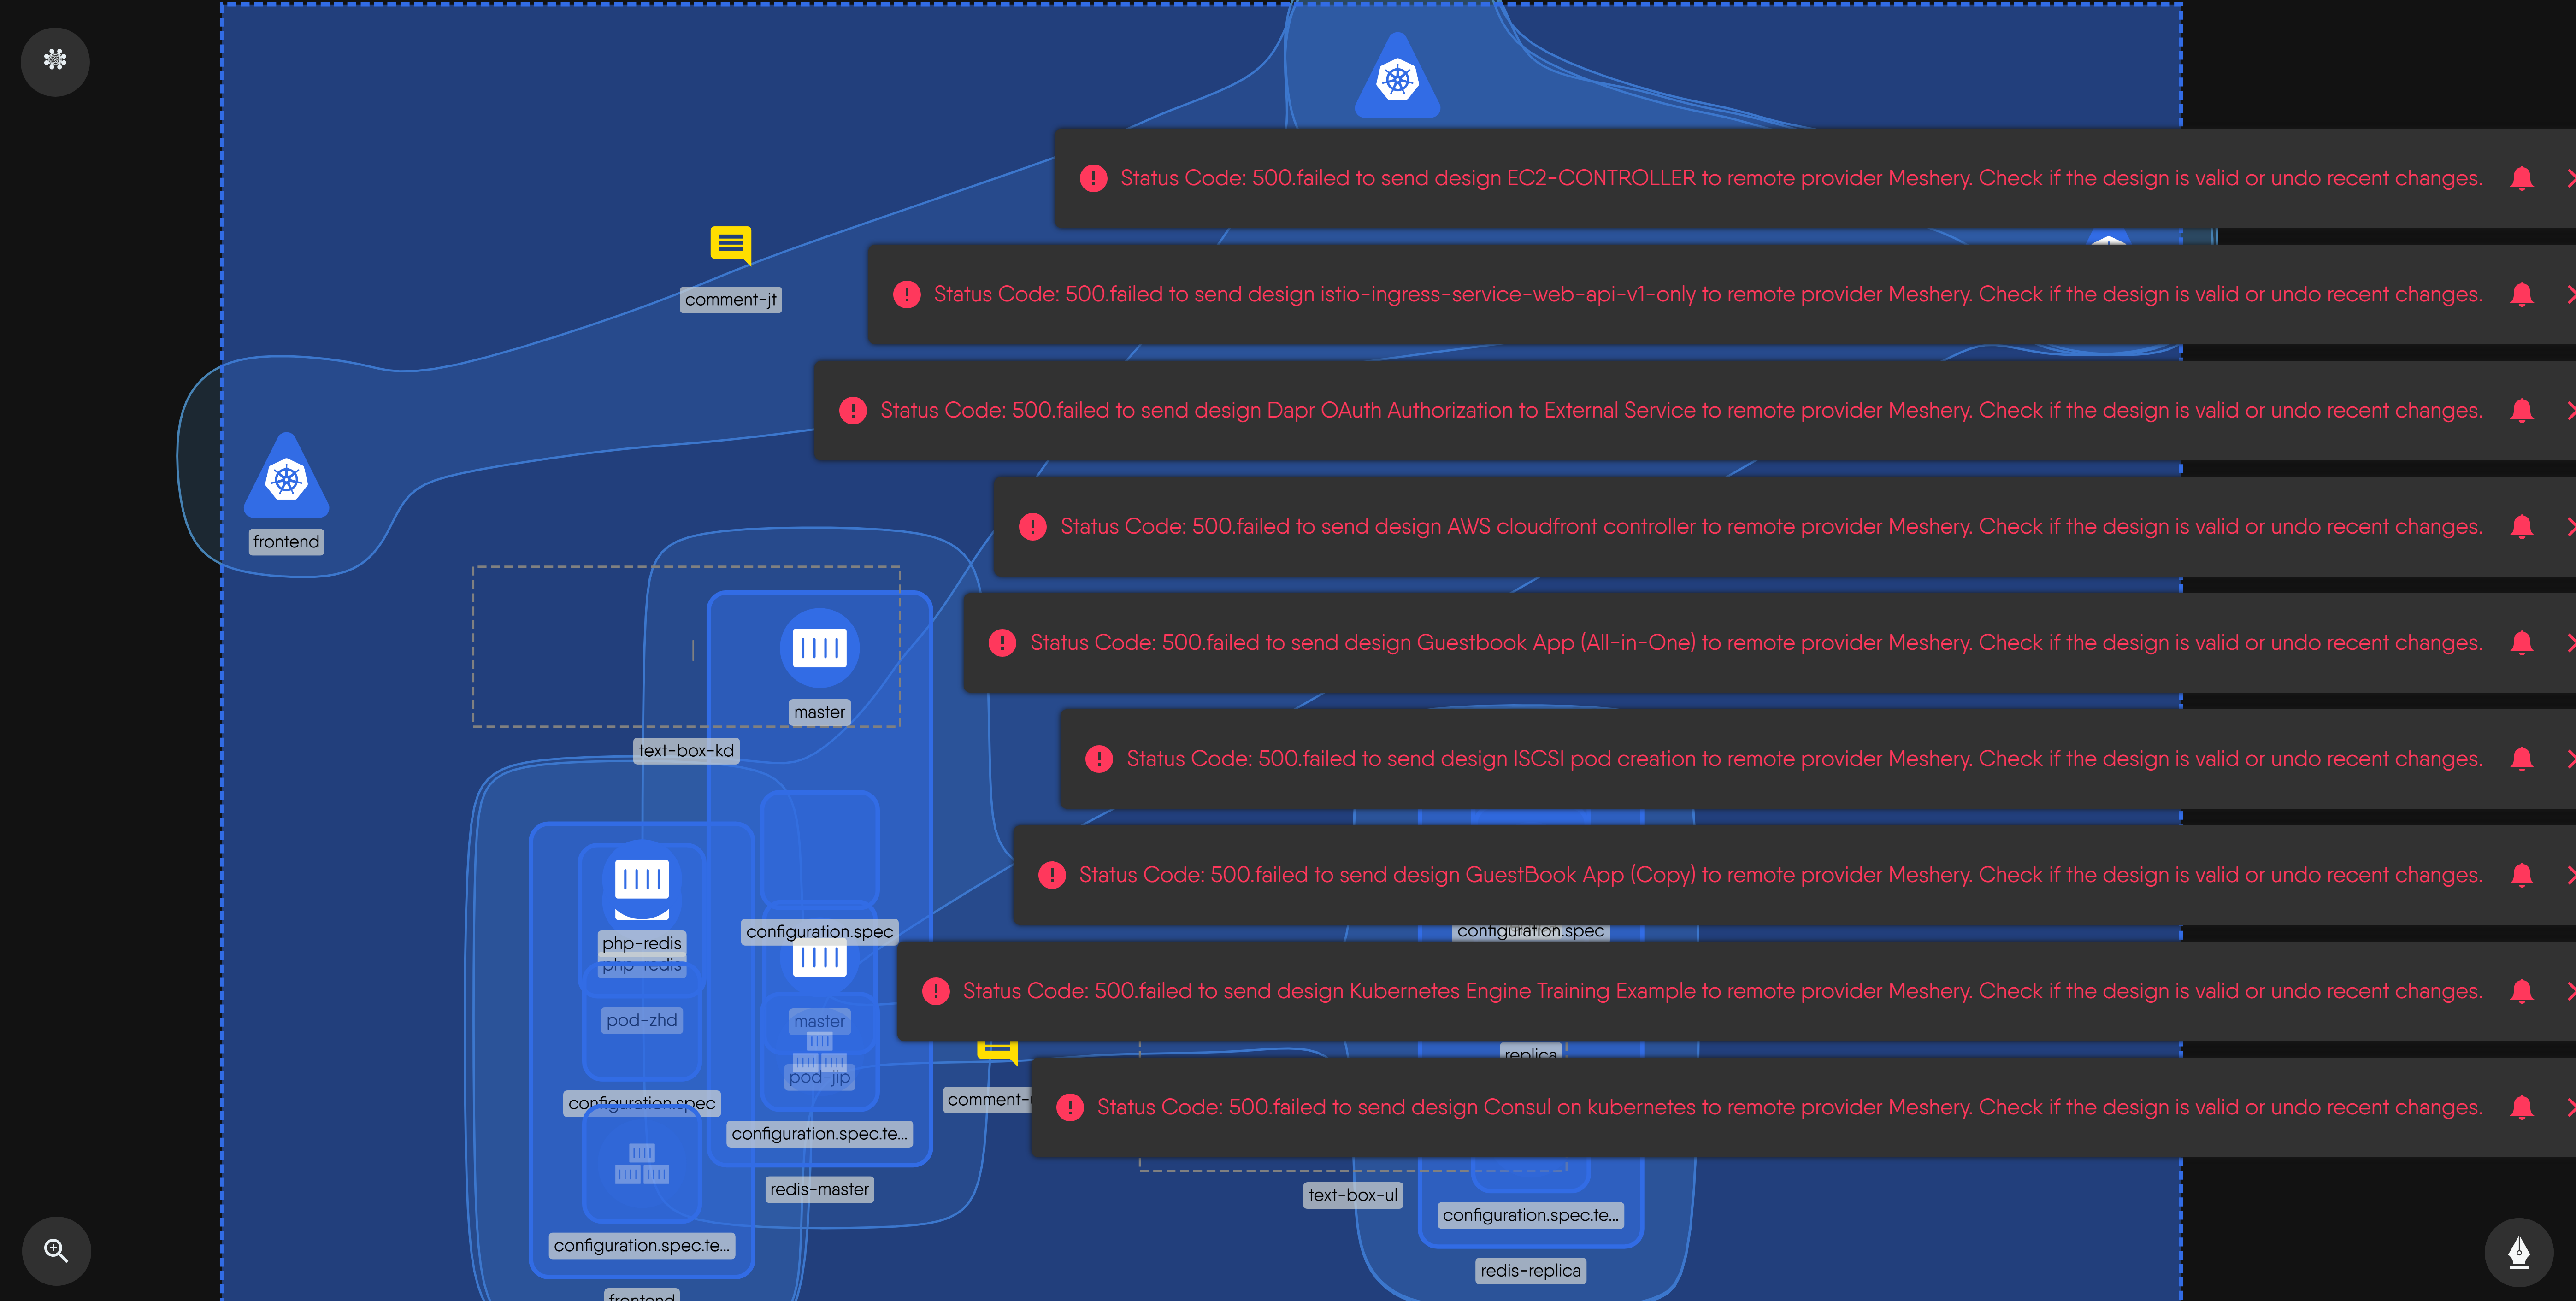 Status Code: 500.failed to send design EC2-CONTROLLER to remote provider Meshery. Check if the design is valid or undo recent changes.
comment-jt
Status Code: 500.failed to send design istio-ingress-service-web-api-v1-only to remote provider Meshery. Check if the design is valid or undo recent changes.
Status Code: 500.failed to send design Dapr OAuth Authorization to External Service to remote provider Meshery. Check if the design is valid or undo recent changes.
frontend
Status Code: 500.failed to send design AWS cloudfront controller to remote provider Meshery. Check if the design is valid or undo recent changes.
Status Code: 500.failed to send design Guestbook App (All-in-One) to remote provider Meshery. Check if the design is valid or undo recent changes.
master
text-box-kd
Status Code: 500.failed to send design ISCSI pod creation to remote provider Meshery. Check if the design is valid or undo recent changes.
Status Code: 500.failed to send design GuestBook App (Copy) to remote provider Meshery. Check if the design is valid or undo recent changes.
configuration.spec
configuration.spec
php-redis
php-redis
Status Code: 500.failed to send design Kubernetes Engine Training Example to remote provider Meshery. Check if the design is valid or undo recent changes.
pod-zhd
master
replica
pod-jip
configuration.spec
comment-
Status Code: 500.failed to send design Consul on kubernetes to remote provider Meshery. Check if the design is valid or undo recent changes.
configuration.spec.te...
redis-master
text-box-ul
configuration.spec.te...
configuration.spec.te...
redis-replica
frontend